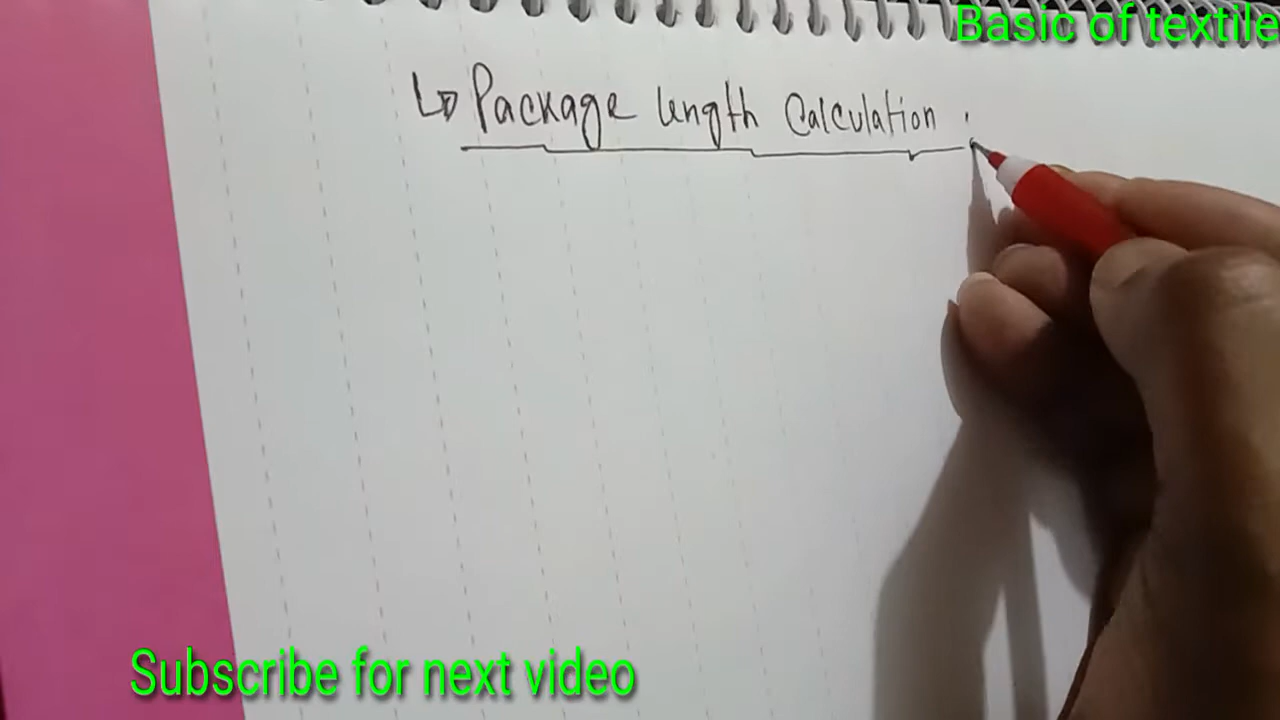 Basic of textile
Package length Calculation :
Subscribe for next video